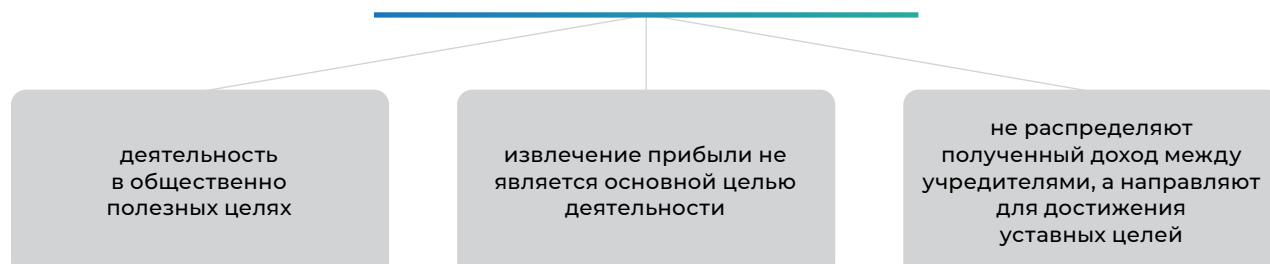 деятельность
в общественно
полезных целях
извлечение прибыли не
является основной целью
деятельности
не распределяют
полученный доход между
учредителями, а направляют
для достижения
уставных целей